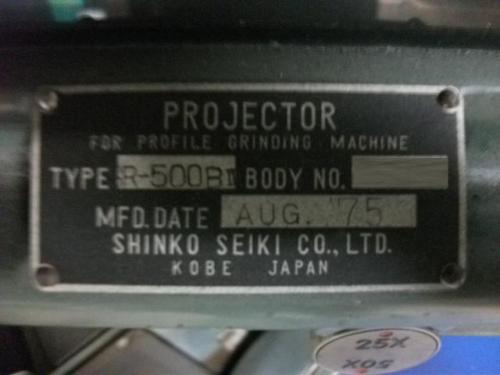 PROJECTOR
FOR PROFILE GRINDING MACHINE
TYPE R-500BII BODY NO.
MFD. DATE AUG. '75
SHINKO SEIKI CO., LTD.
KOBE JAPAN
25X
50X